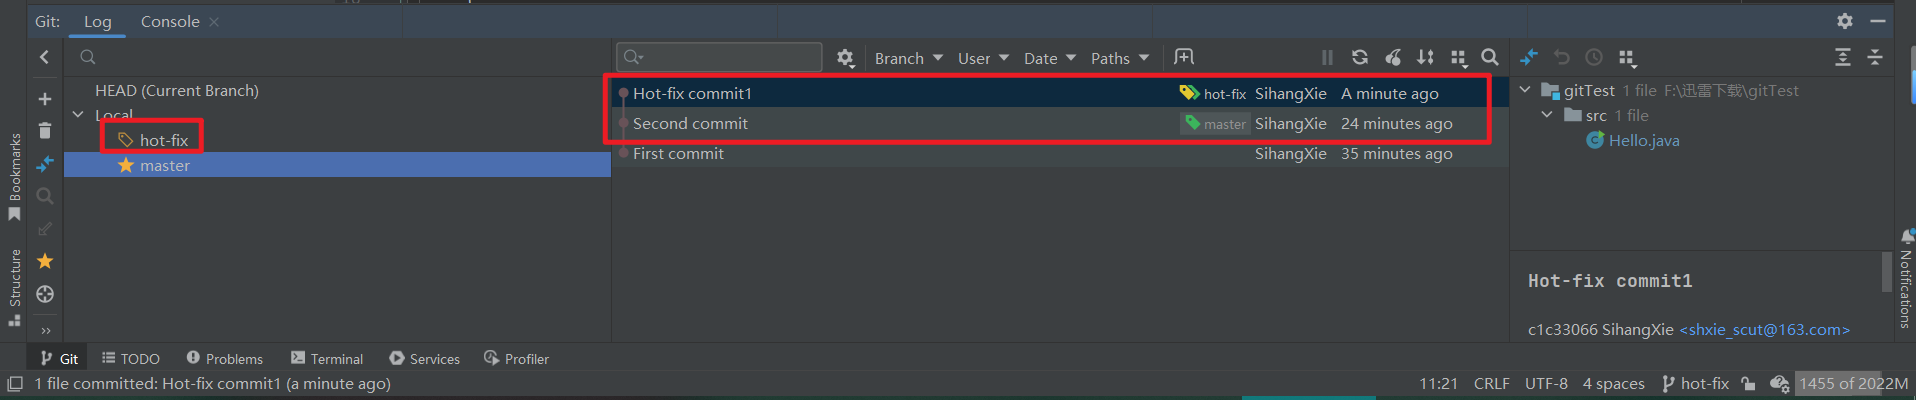 Git: Log Console
Branch User Date Paths
HEAD (Current Branch)
Local
hot-fix
master
Hot-fix commit1 hot-fix SihangXie A minute ago
Second commit master SihangXie 24 minutes ago
First commit SihangXie 35 minutes ago
gitTest 1 file F:\迅雷下载\gitTest
src 1 file
Hello.java
Hot-fix commit1
c1c33066 SihangXie <shxie_scut@163.com>
Bookmarks
Structure
Notifications
Git TODO Problems Terminal Services Profiler
1 file committed: Hot-fix commit1 (a minute ago) 11:21 CRLF UTF-8 4 spaces hot-fix 1455 of 2022M